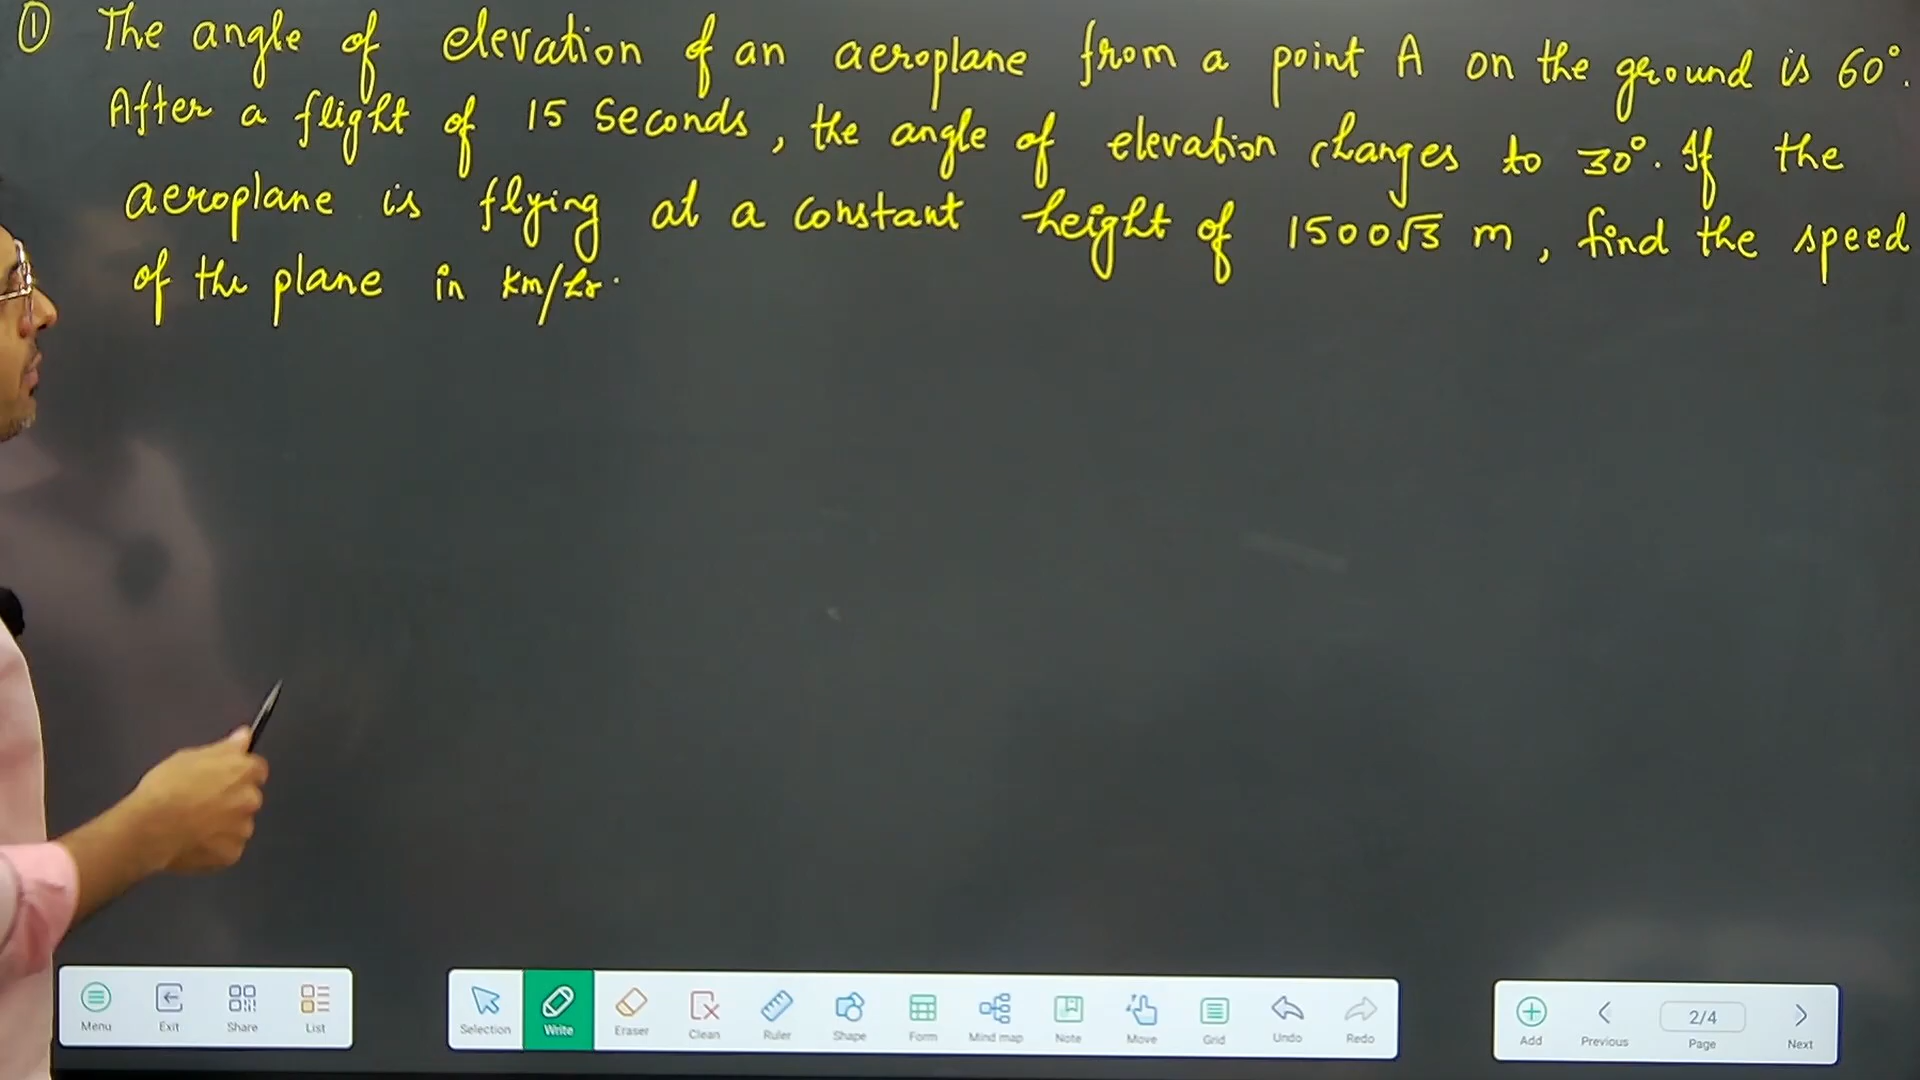 ① The angle of elevation of an aeroplane from a point A on the ground is 60°.
After a flight of 15 seconds, the angle of elevation changes to 30°. If the
aeroplane is flying at a constant height of 1500√3 m, find the speed
of the plane in km/hr.
Menu Exit Share List
Selection Write Eraser Clean Ruler Shape Form Mind map Note Move Grid Undo Redo
Add Previous 2/4 Page Next